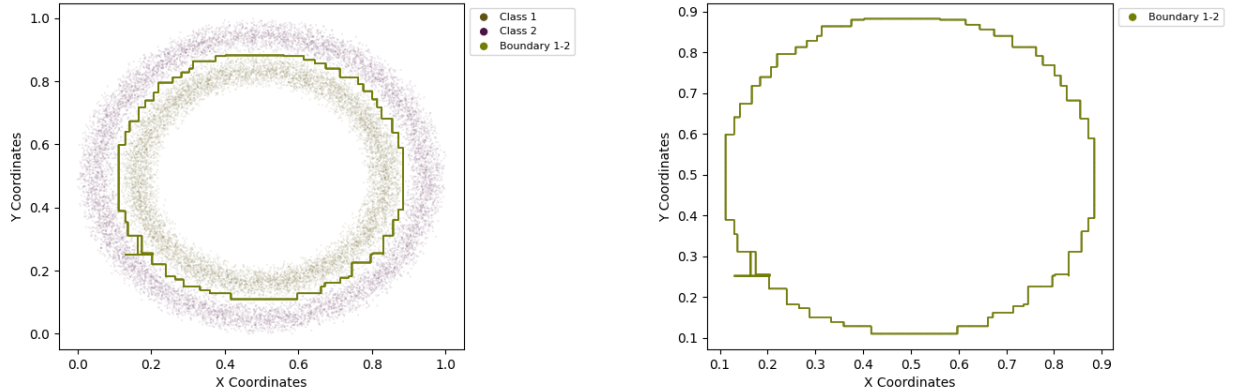 1.0
0.8
0.6
0.4
0.2
0.0
Y Coordinates
0.0 0.2 0.4 0.6 0.8 1.0
X Coordinates
Class 1
Class 2
Boundary 1-2
0.9
0.8
0.7
0.6
0.5
0.4
0.3
0.2
0.1
Y Coordinates
0.1 0.2 0.3 0.4 0.5 0.6 0.7 0.8 0.9
X Coordinates
Boundary 1-2